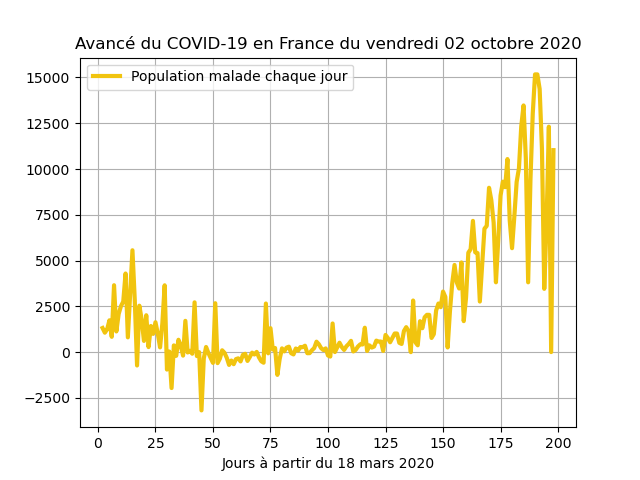 Avancé du COVID-19 en France du vendredi 02 octobre 2020
Population malade chaque jour
15000
12500
10000
7500
5000
2500
0
−2500
0 25 50 75 100 125 150 175 200
Jours à partir du 18 mars 2020